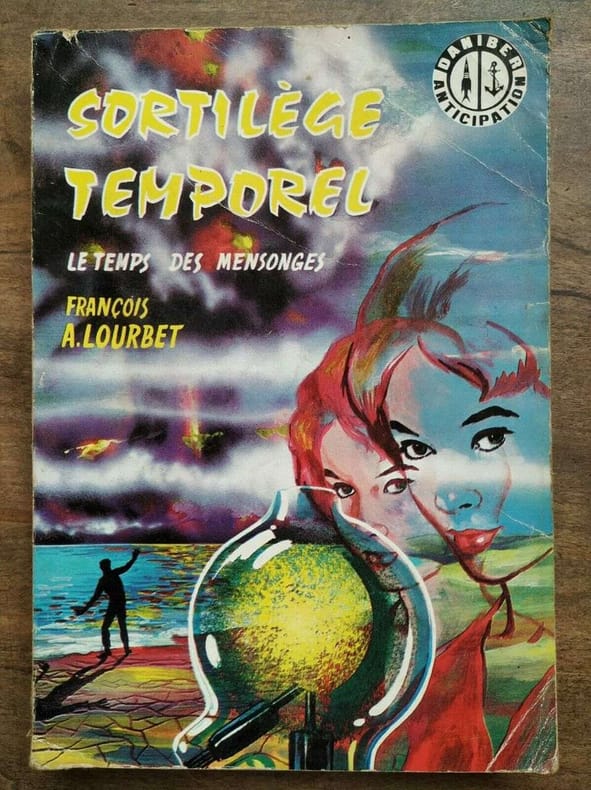 SORTILÈGE
TEMPOREL
LE TEMPS DES MENSONGES
FRANÇOIS
A. LOURBET
DANIBER
ANTICIPATION